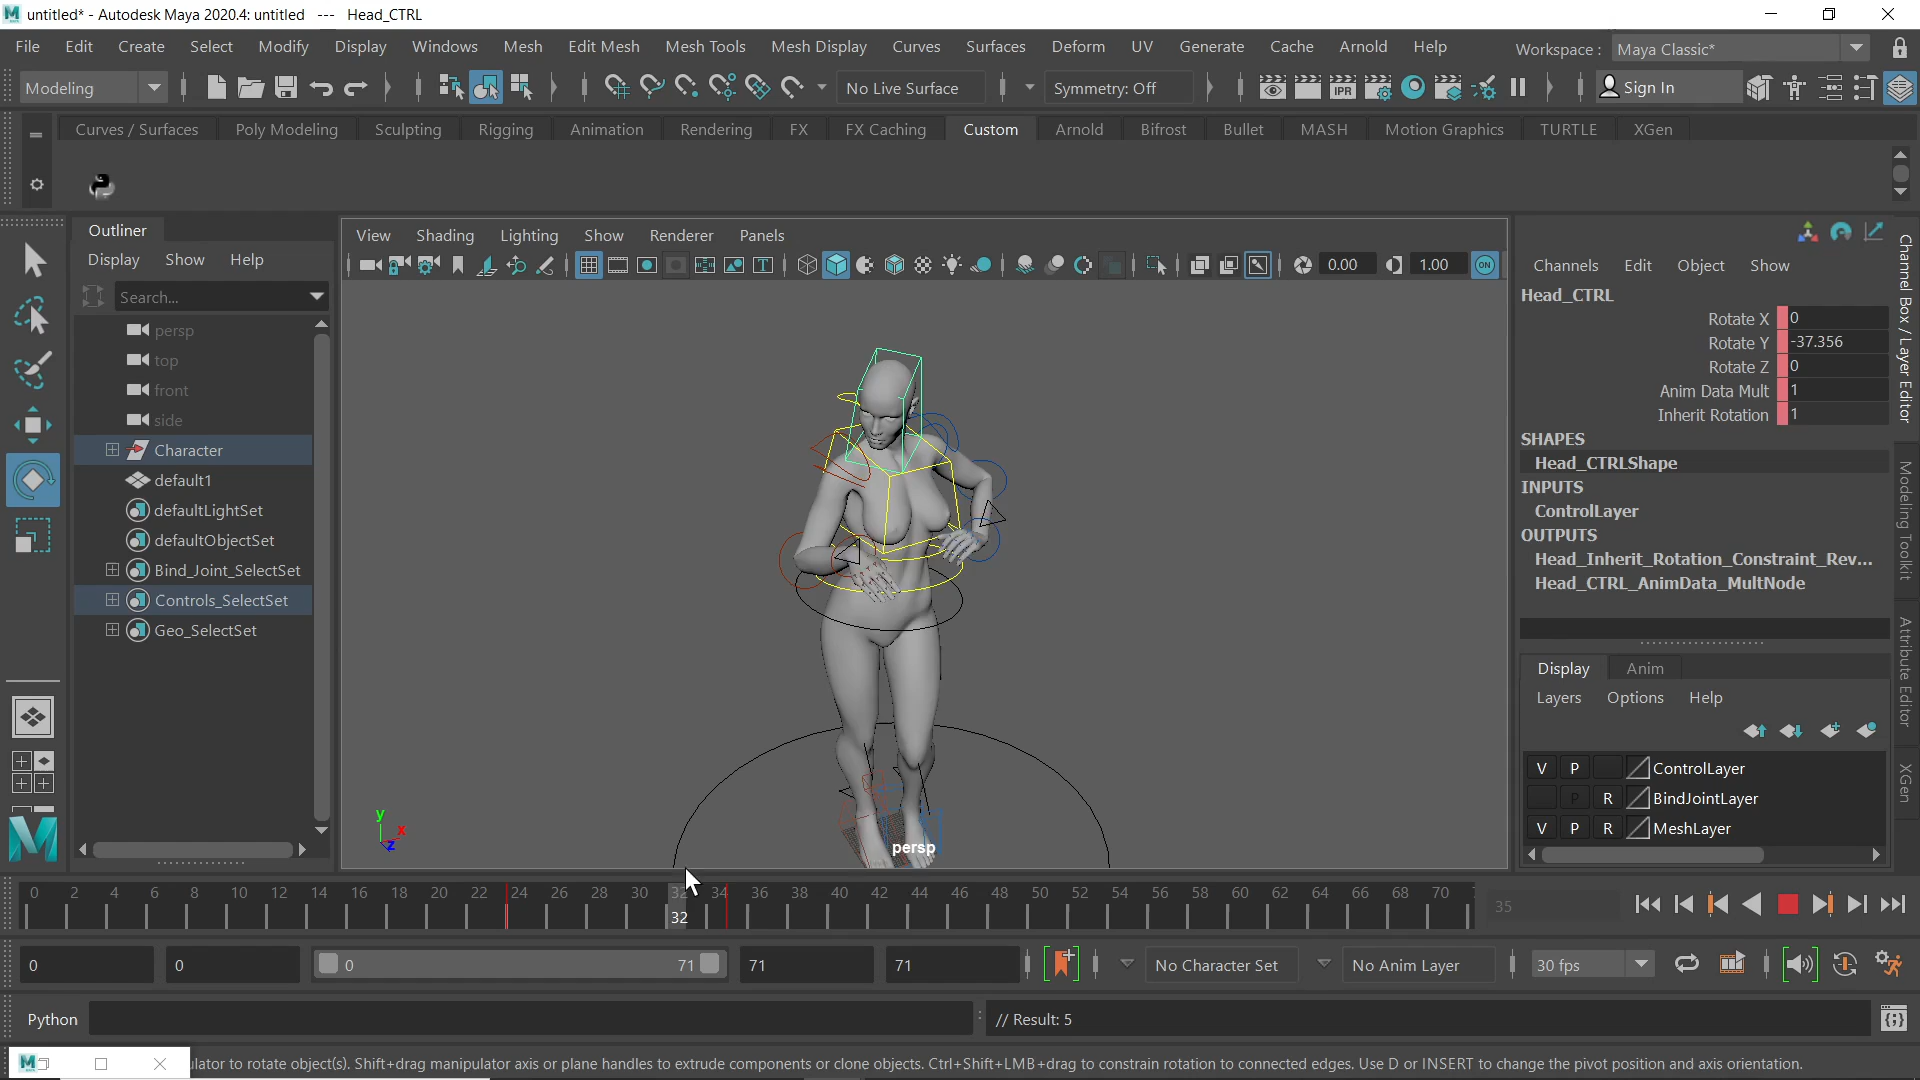 untitled* - Autodesk Maya 2020.4: untitled --- Head_CTRL
File Edit Create Select Modify Display Windows Mesh Edit Mesh Mesh Tools Mesh Display Curves Surfaces Deform UV Generate Cache Arnold Help Workspace : Maya Classic*
Modeling No Live Surface Symmetry: Off IPR Sign In
Curves / Surfaces Poly Modeling Sculpting Rigging Animation Rendering FX FX Caching Custom Arnold Bifrost Bullet MASH Motion Graphics TURTLE XGen
Outliner
Display Show Help
Search...
persp
top
front
side
Character
default1
defaultLightSet
defaultObjectSet
Bind_Joint_SelectSet
Controls_SelectSet
Geo_SelectSet
View Shading Lighting Show Renderer Panels
0.00 1.00 ON
y
x
z
persp
Channels Edit Object Show
Head_CTRL
Rotate X 0
Rotate Y -37.356
Rotate Z 0
Anim Data Mult 1
Inherit Rotation 1
SHAPES
Head_CTRLShape
INPUTS
ControlLayer
OUTPUTS
Head_Inherit_Rotation_Constraint_Rev...
Head_CTRL_AnimData_MultNode
Display Anim
Layers Options Help
V P ControlLayer
P R BindJointLayer
V P R MeshLayer
Channel Box / Layer Editor
Modeling Toolkit
Attribute Editor
XGen
0 2 4 6 8 10 12 14 16 18 20 22 24 26 28 30 32 34 36 38 40 42 44 46 48 50 52 54 56 58 60 62 64 66 68 70
32
35
0 0 0 71 71 71 No Character Set No Anim Layer 30 fps
Python // Result: 5
lator to rotate object(s). Shift+drag manipulator axis or plane handles to extrude components or clone objects. Ctrl+Shift+LMB+drag to constrain rotation to connected edges. Use D or INSERT to change the pivot position and axis orientation.